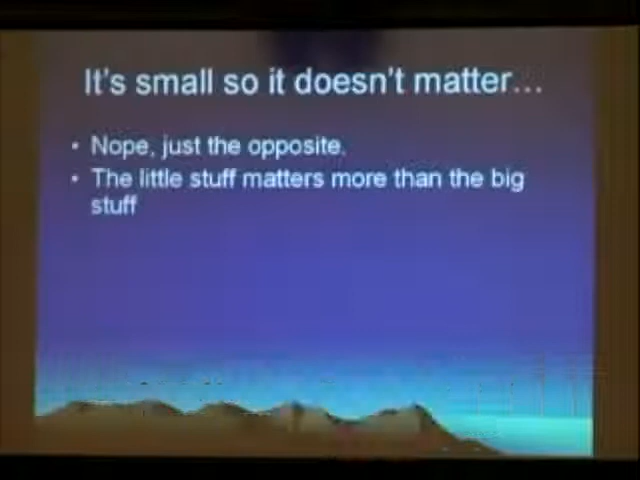 It's small so it doesn't matter…
• Nope, just the opposite.
• The little stuff matters more than the big
stuff